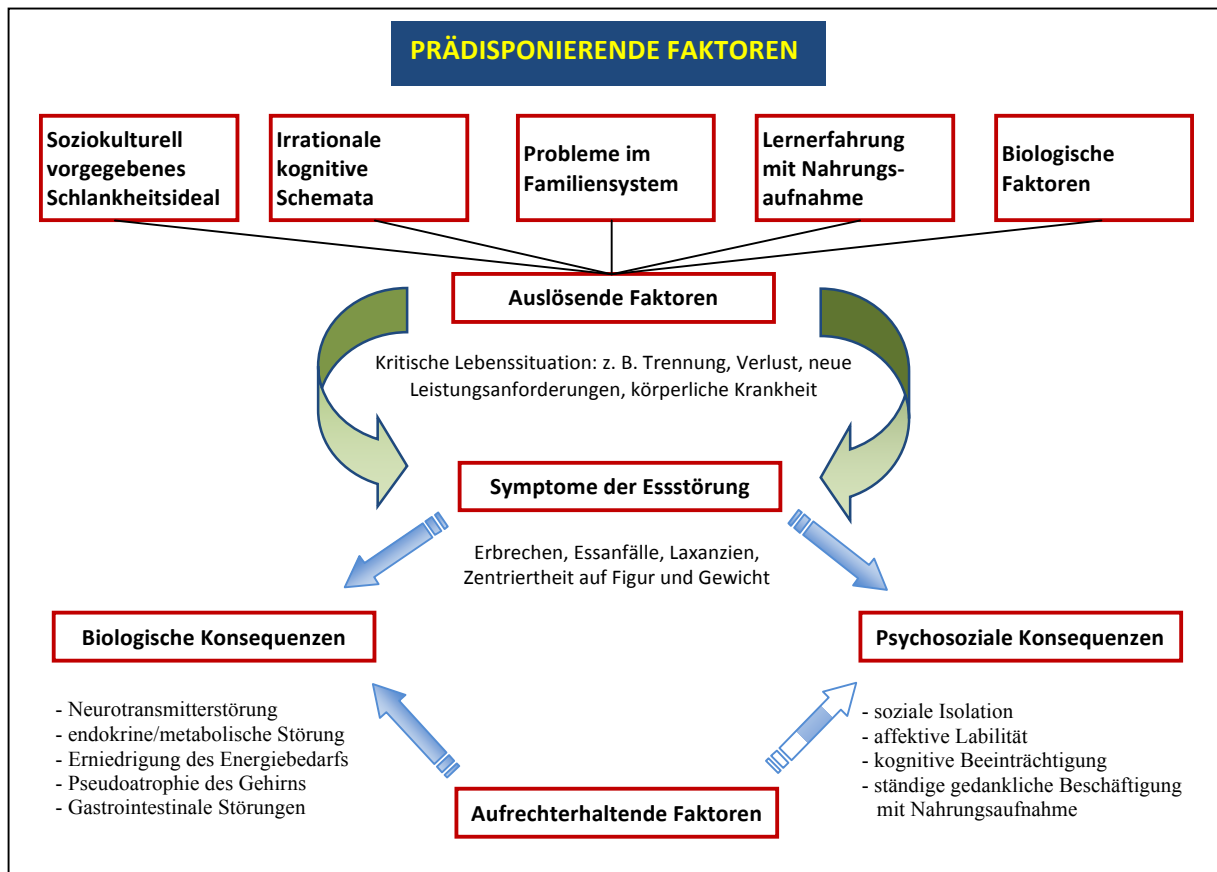 PRÄDISPONIERENDE FAKTOREN
Soziokulturell
vorgegebenes
Schlankheitsideal
Irrationale
kognitive
Schemata
Probleme im
Familiensystem
Lernerfahrung
mit Nahrungs-
aufnahme
Biologische
Faktoren
Auslösende Faktoren
Kritische Lebenssituation: z. B. Trennung, Verlust, neue
Leistungsanforderungen, körperliche Krankheit
Symptome der Essstörung
Erbrechen, Essanfälle, Laxanzien,
Zentriertheit auf Figur und Gewicht
Biologische Konsequenzen
- Neurotransmitterstörung
- endokrine/metabolische Störung
- Erniedrigung des Energiebedarfs
- Pseudoatrophie des Gehirns
- Gastrointestinale Störungen
Psychosoziale Konsequenzen
- soziale Isolation
- affektive Labilität
- kognitive Beeinträchtigung
- ständige gedankliche Beschäftigung
mit Nahrungsaufnahme
Aufrechterhaltende Faktoren